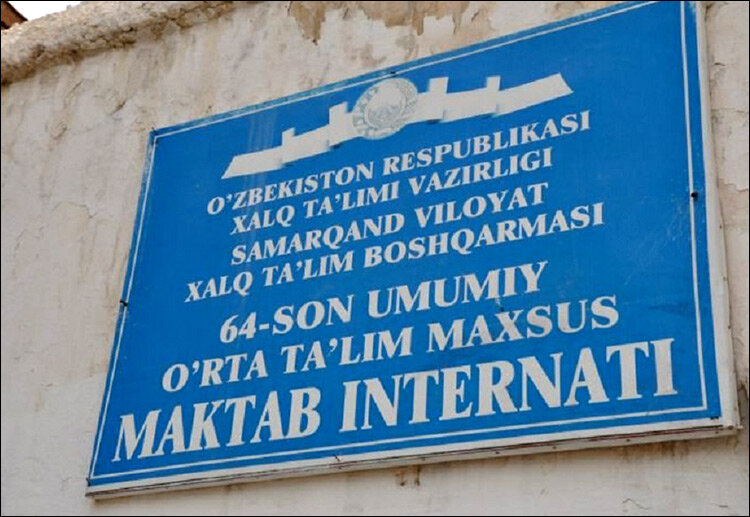 O'ZBEKISTON RESPUBLIKASI
XALQ TA'LIMI VAZIRLIGI
SAMARQAND VILOYAT
XALQ TA'LIM BOSHQARMASI
64-SON UMUMIY
O'RTA TA'LIM MAXSUS
MAKTAB INTERNATI